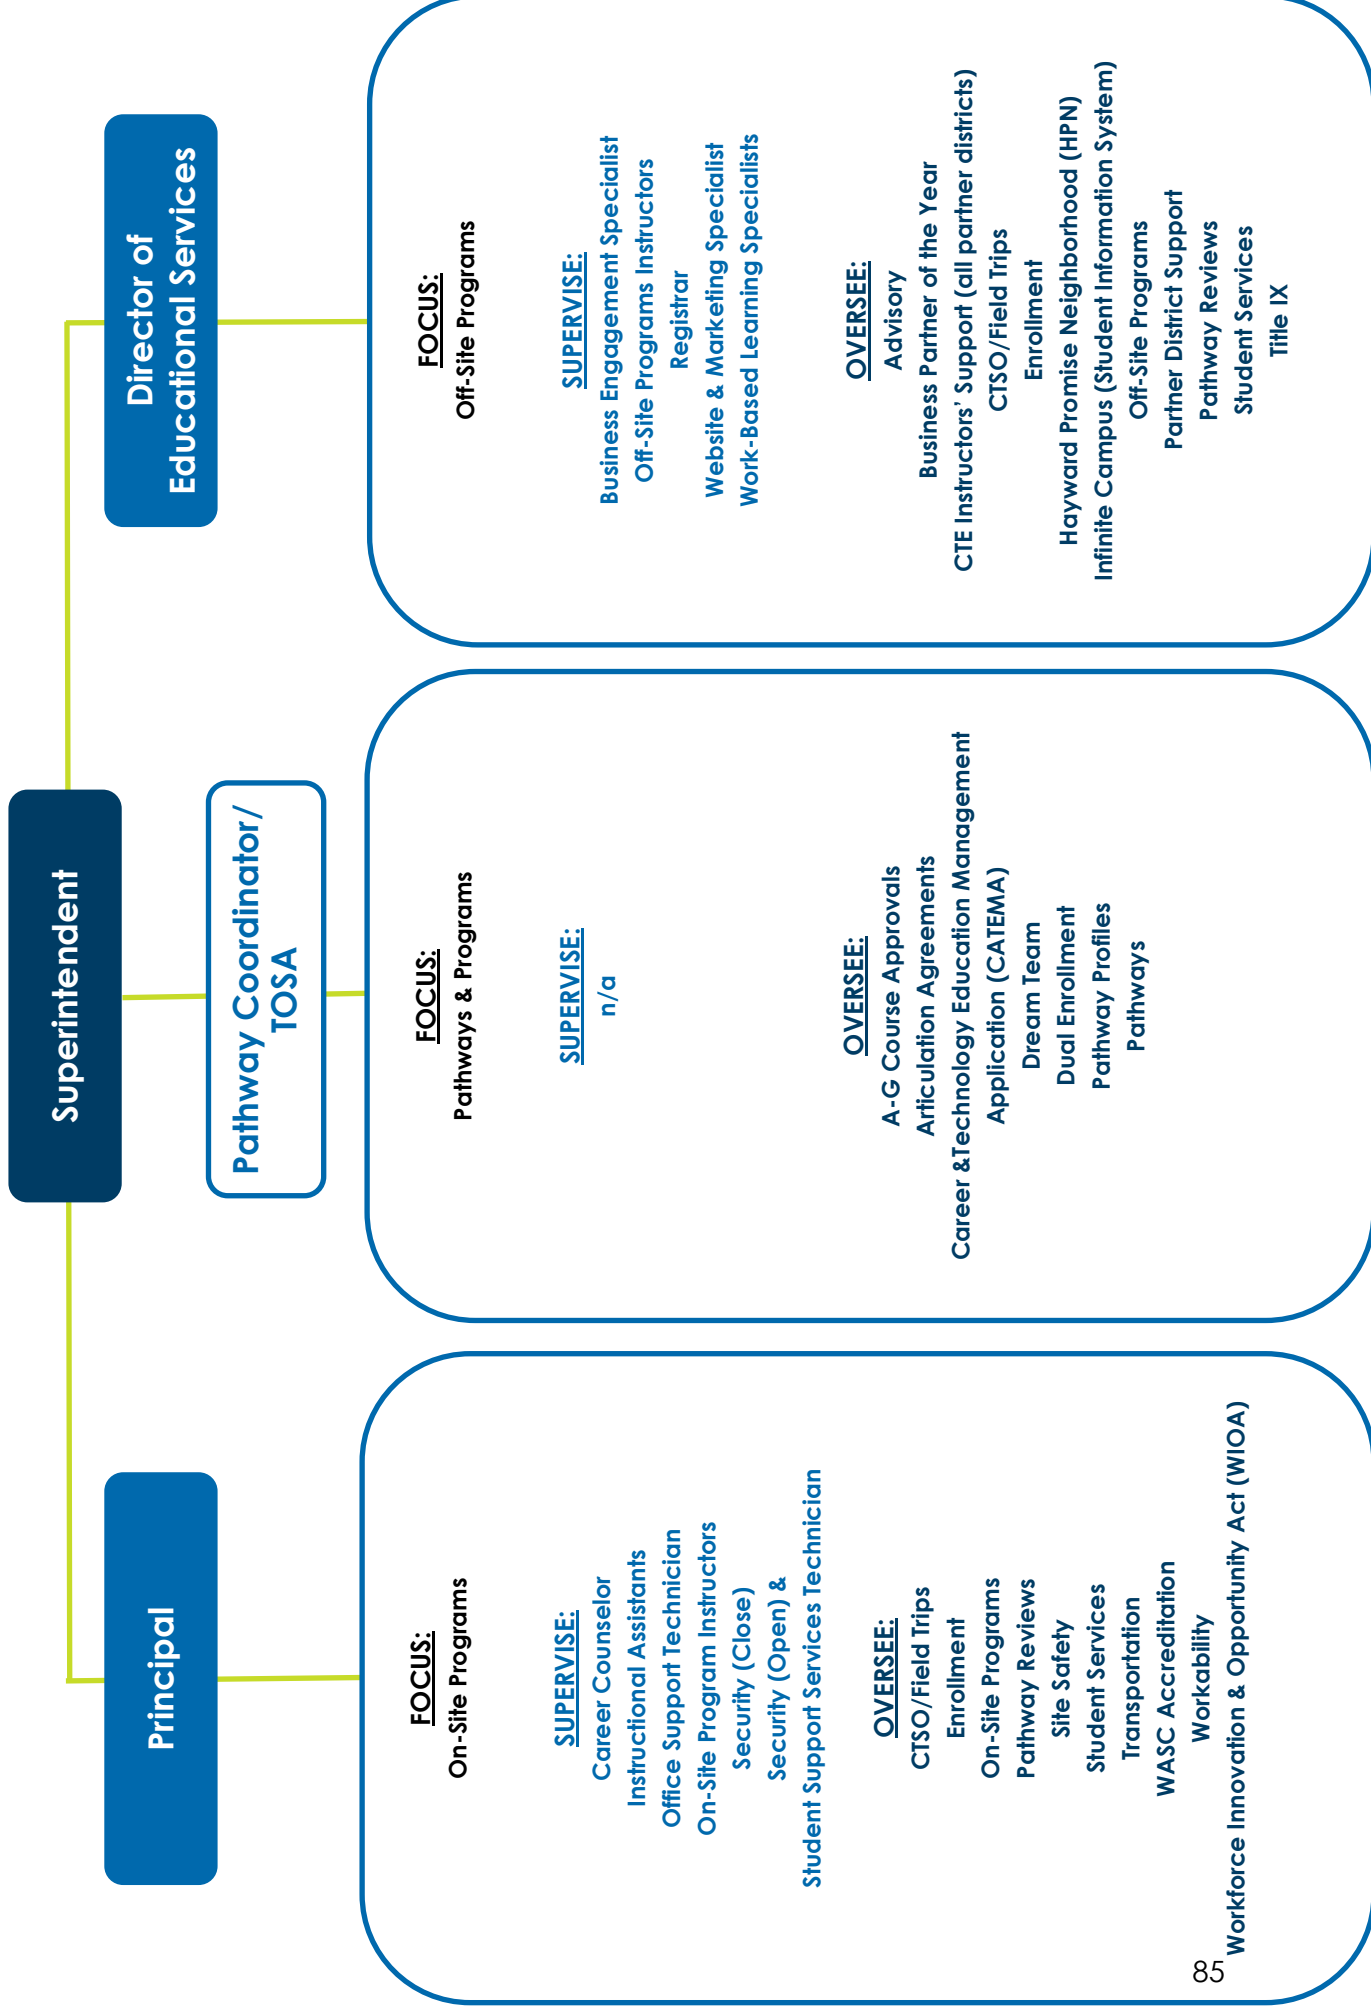 Superintendent
Principal
Pathway Coordinator/
TOSA
Director of
Educational Services
FOCUS:
On-Site Programs
SUPERVISE:
Career Counselor
Instructional Assistants
Office Support Technician
On-Site Program Instructors
Security (Close)
Security (Open) &
Student Support Services Technician
OVERSEE:
CTSO/Field Trips
Enrollment
On-Site Programs
Pathway Reviews
Site Safety
Student Services
Transportation
WASC Accreditation
Workability
Workforce Innovation & Opportunity Act (WIOA)
FOCUS:
Pathways & Programs
SUPERVISE:
n/a
OVERSEE:
A-G Course Approvals
Articulation Agreements
Career &Technology Education Management
Application (CATEMA)
Dream Team
Dual Enrollment
Pathway Profiles
Pathways
FOCUS:
Off-Site Programs
SUPERVISE:
Business Engagement Specialist
Off-Site Programs Instructors
Registrar
Website & Marketing Specialist
Work-Based Learning Specialists
OVERSEE:
Advisory
Business Partner of the Year
CTE Instructors’ Support (all partner districts)
CTSO/Field Trips
Enrollment
Hayward Promise Neighborhood (HPN)
Infinite Campus (Student Information System)
Off-Site Programs
Partner District Support
Pathway Reviews
Student Services
Title IX
85